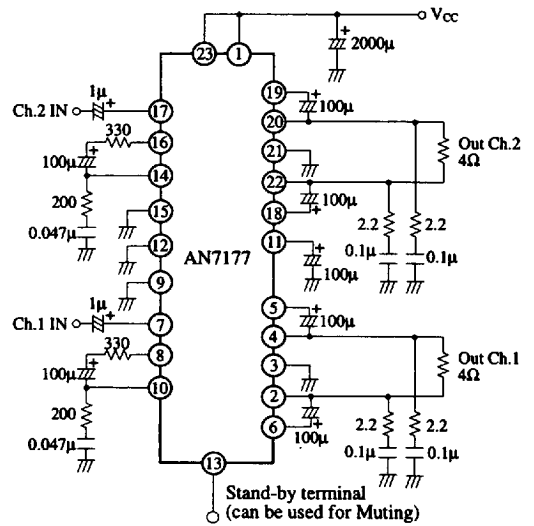 VCC
23
1
2000μ
+
19
+
100μ
1μ
+
Ch.2 IN
17
20
330
16
21
Out Ch.2
4Ω
100μ
+
14
22
100μ
+
200
15
18
2.2
2.2
0.047μ
12
11
+
100μ
0.1μ
0.1μ
AN7177
9
1μ
+
5
+
100μ
Ch.1 IN
7
4
330
8
3
Out Ch.1
4Ω
100μ
+
10
2
200
6
+
100μ
2.2
2.2
0.047μ
0.1μ
0.1μ
13
Stand-by terminal
(can be used for Muting)